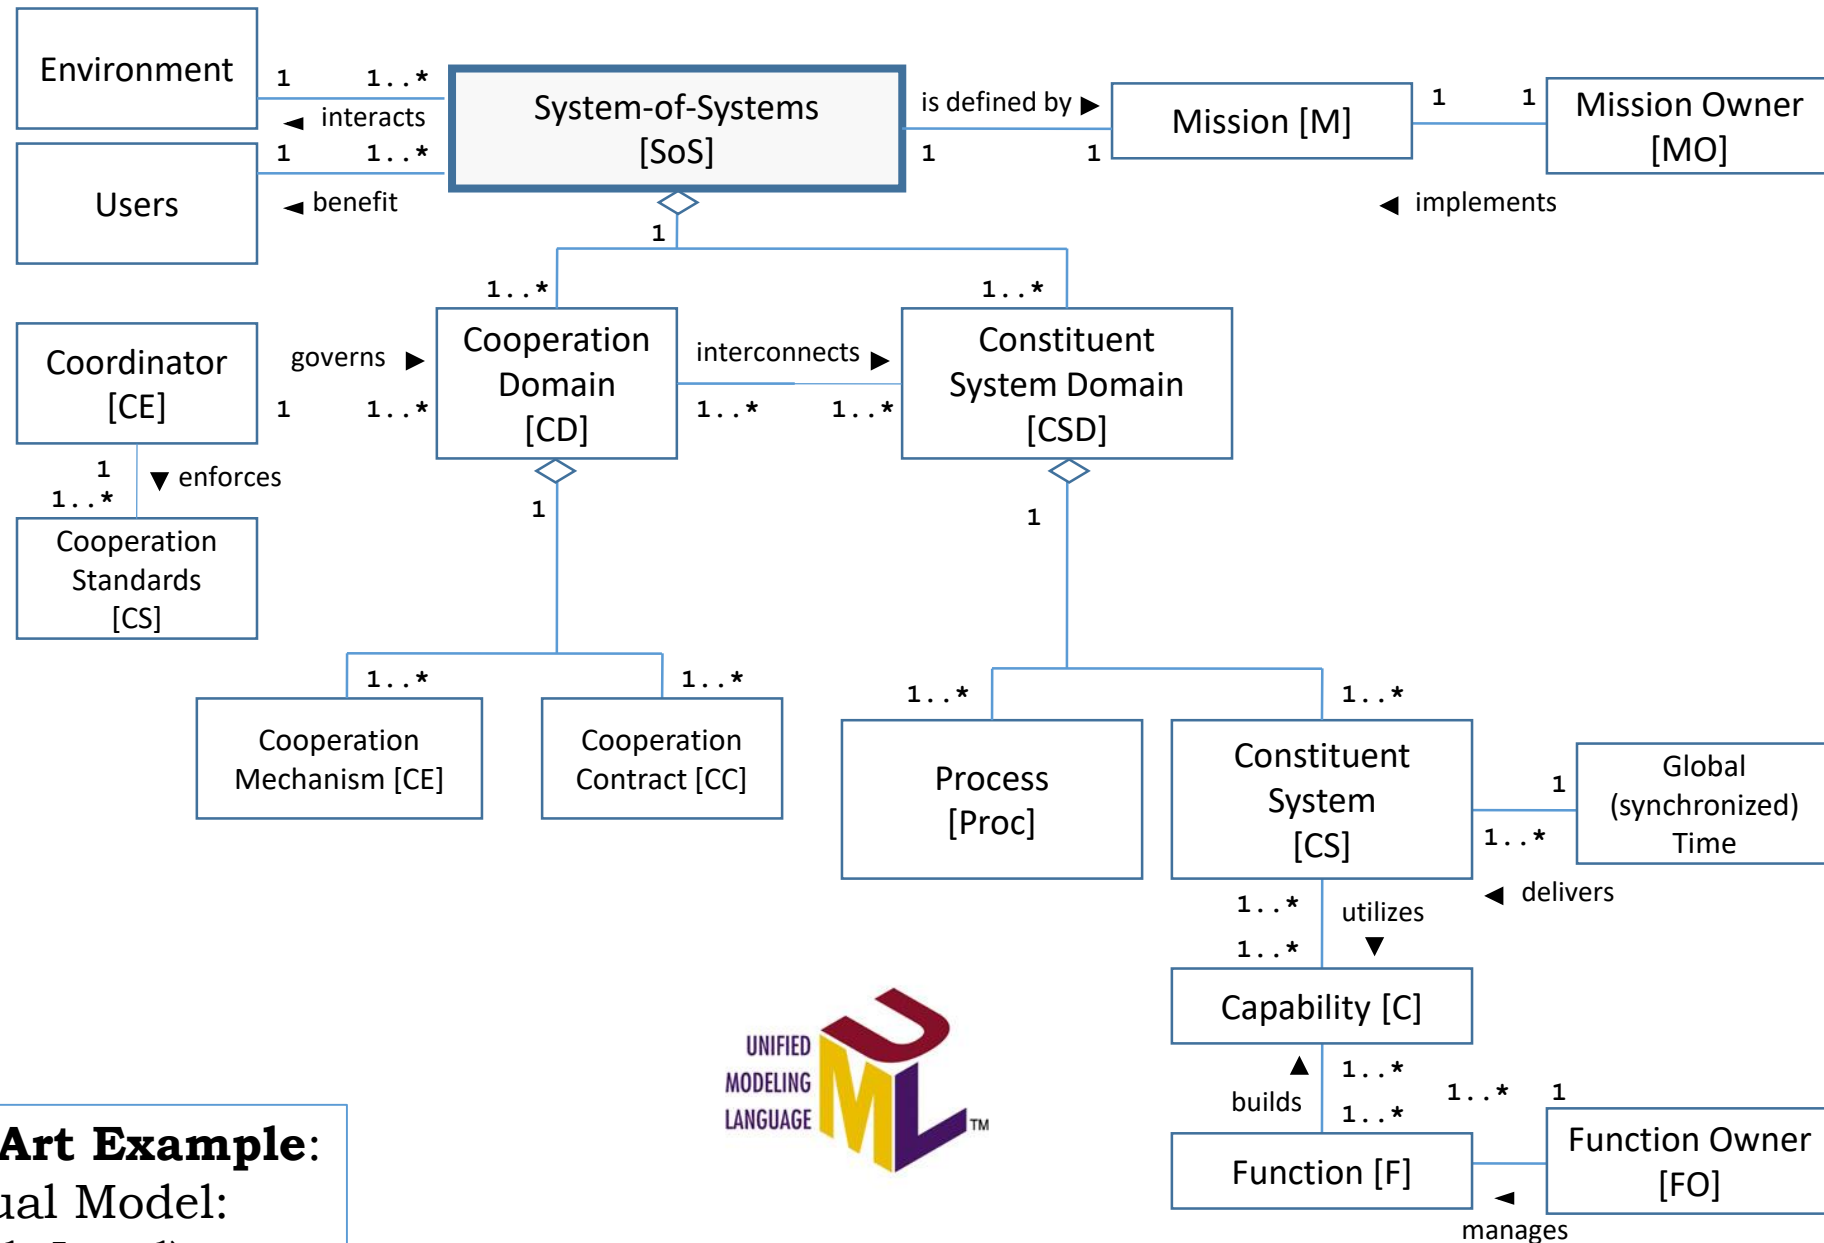 Environment
1 1..*
◄ interacts
Users
1 1..*
◄ benefit
System-of-Systems
[SoS]
is defined by ►
1 1
Mission [M]
1 1
Mission Owner
[MO]
◄ implements
1
1..* 1..*
Coordinator
[CE]
governs ►
1 1..*
Cooperation
Domain
[CD]
interconnects ►
1..* 1..*
Constituent
System Domain
[CSD]
1
▼ enforces
1..*
Cooperation
Standards
[CS]
1
1
1..* 1..*
Cooperation
Mechanism [CE]
Cooperation
Contract [CC]
1..* 1..*
Process
[Proc]
Constituent
System
[CS]
1
1..*
Global
(synchronized)
Time
◄ delivers
1..*
utilizes
▼
1..*
Capability [C]
▲
builds
1..*
1..*
Function [F]
1..* 1
Function Owner
[FO]
◄
manages
UNIFIED
MODELING
LANGUAGE
UML
TM
Art Example:
ual Model: